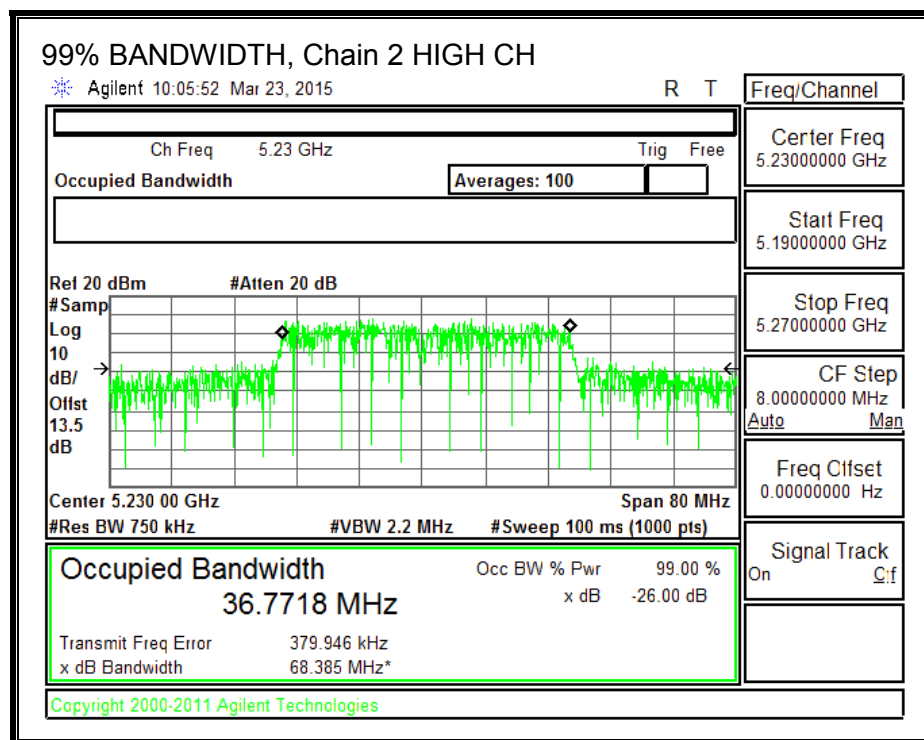 99% BANDWIDTH, Chain 2 HIGH CH
Agilent 10:05:52 Mar 23, 2015 R T
Freq/Channel
Ch Freq 5.23 GHz Trig Free
Occupied Bandwidth Averages: 100
Center Freq
5.23000000 GHz
Start Freq
5.19000000 GHz
Stop Freq
5.27000000 GHz
CF Step
8.00000000 MHz
Auto Man
Freq Offset
0.00000000 Hz
Signal Track
On Off
Ref 20 dBm #Atten 20 dB
#Samp
Log
10
dB/
Offst
13.5
dB
Center 5.230 00 GHz Span 80 MHz
#Res BW 750 kHz #VBW 2.2 MHz #Sweep 100 ms (1000 pts)
Occupied Bandwidth Occ BW % Pwr 99.00 %
36.7718 MHz x dB -26.00 dB
Transmit Freq Error 379.946 kHz
x dB Bandwidth 68.385 MHz*
Copyright 2000-2011 Agilent Technologies